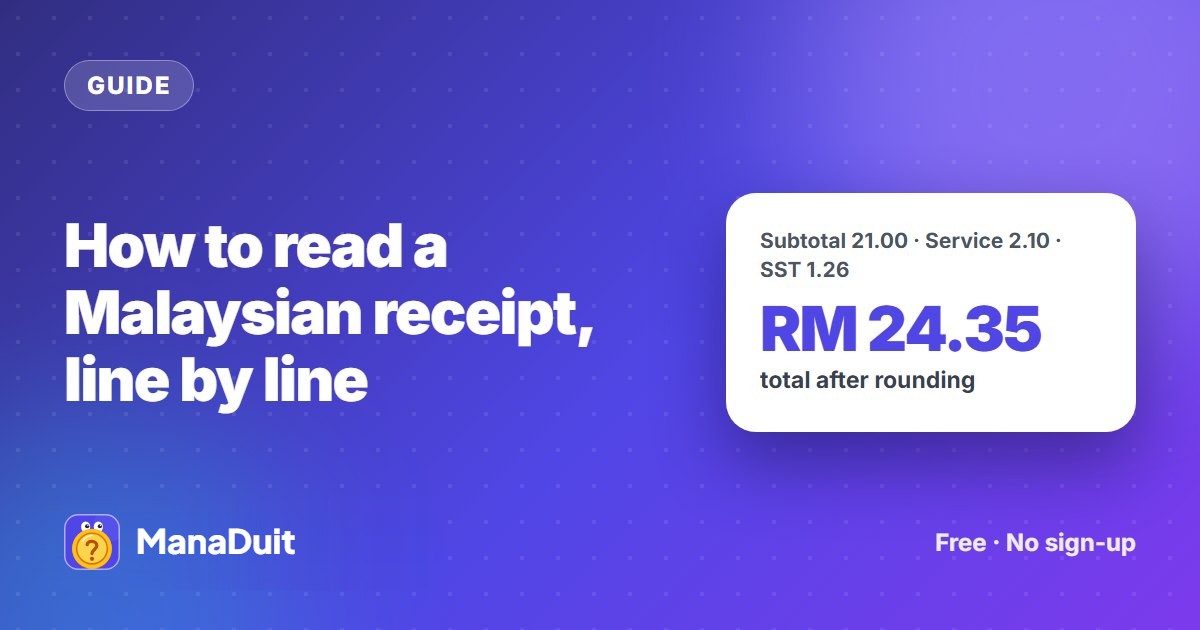 GUIDE
How to read a
Malaysian receipt,
line by line
Subtotal 21.00 · Service 2.10 ·
SST 1.26
RM 24.35
total after rounding
?
ManaDuit
Free · No sign-up